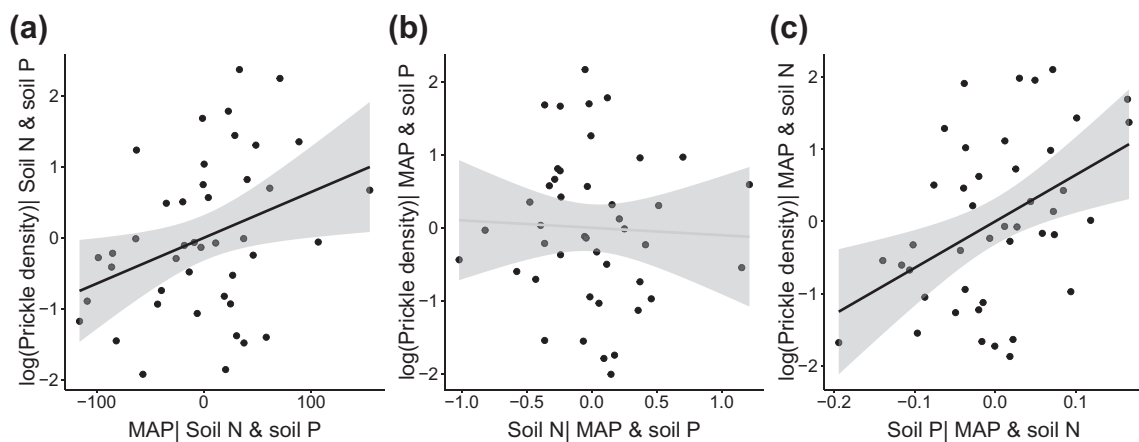 (a)
log(Prickle density)| Soil N & soil P
2
1
0
−1
−2
−100 0 100
MAP| Soil N & soil P
(b)
log(Prickle density)| MAP & soil P
2
1
0
−1
−2
−1.0 −0.5 0.0 0.5 1.0
Soil N| MAP & soil P
(c)
log(Prickle density)| MAP & soil N
2
1
0
−1
−2
−0.2 −0.1 0.0 0.1
Soil P| MAP & soil N